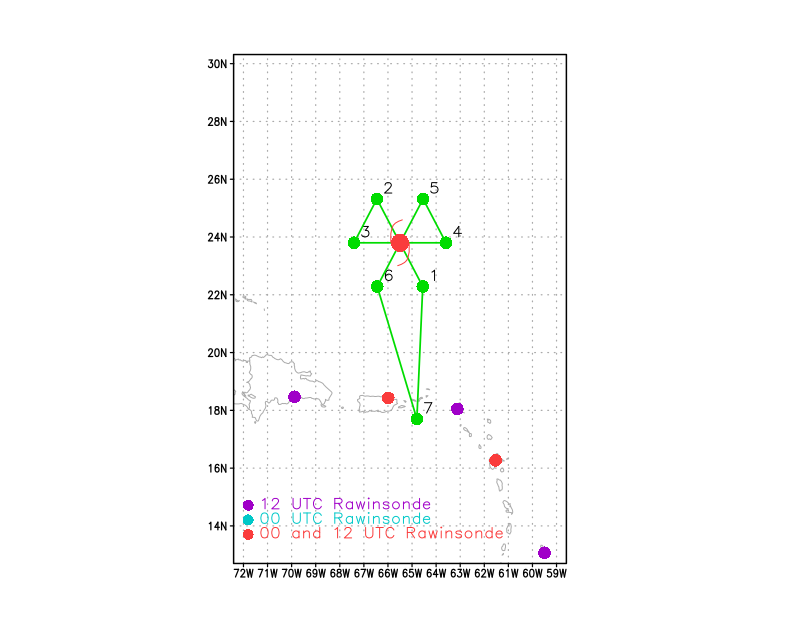 30N
28N
26N
2 5
24N
3 4
6 1
22N
20N
18N
7
16N
14N
12 UTC Rawinsonde
00 UTC Rawinsonde
00 and 12 UTC Rawinsonde
72W 71W 70W 69W 68W 67W 66W 65W 64W 63W 62W 61W 60W 59W